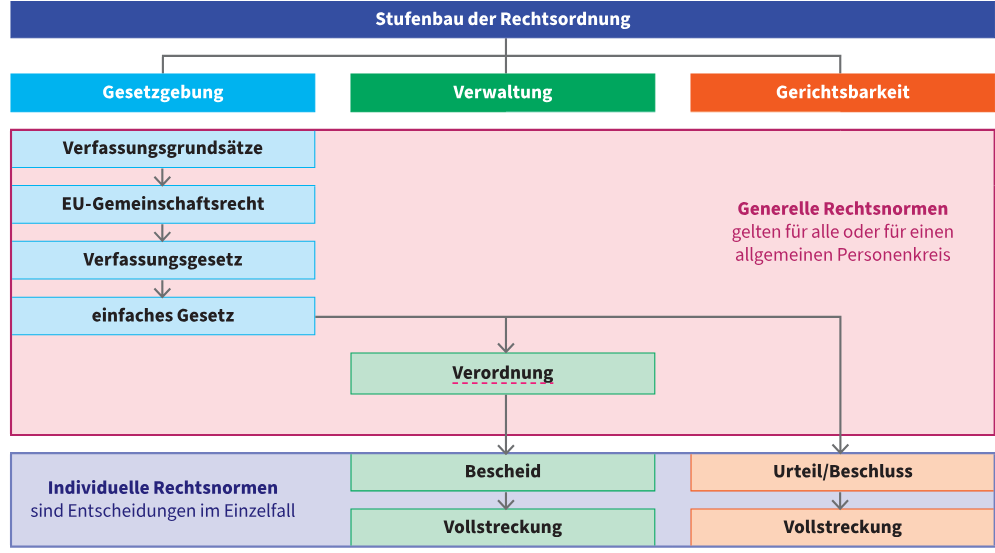 Stufenbau der Rechtsordnung
Gesetzgebung
Verwaltung
Gerichtsbarkeit
Verfassungsgrundsätze
EU-Gemeinschaftsrecht
Verfassungsgesetz
einfaches Gesetz
Generelle Rechtsnormen
gelten für alle oder für einen
allgemeinen Personenkreis
Verordnung
Individuelle Rechtsnormen
sind Entscheidungen im Einzelfall
Bescheid
Urteil/Beschluss
Vollstreckung
Vollstreckung